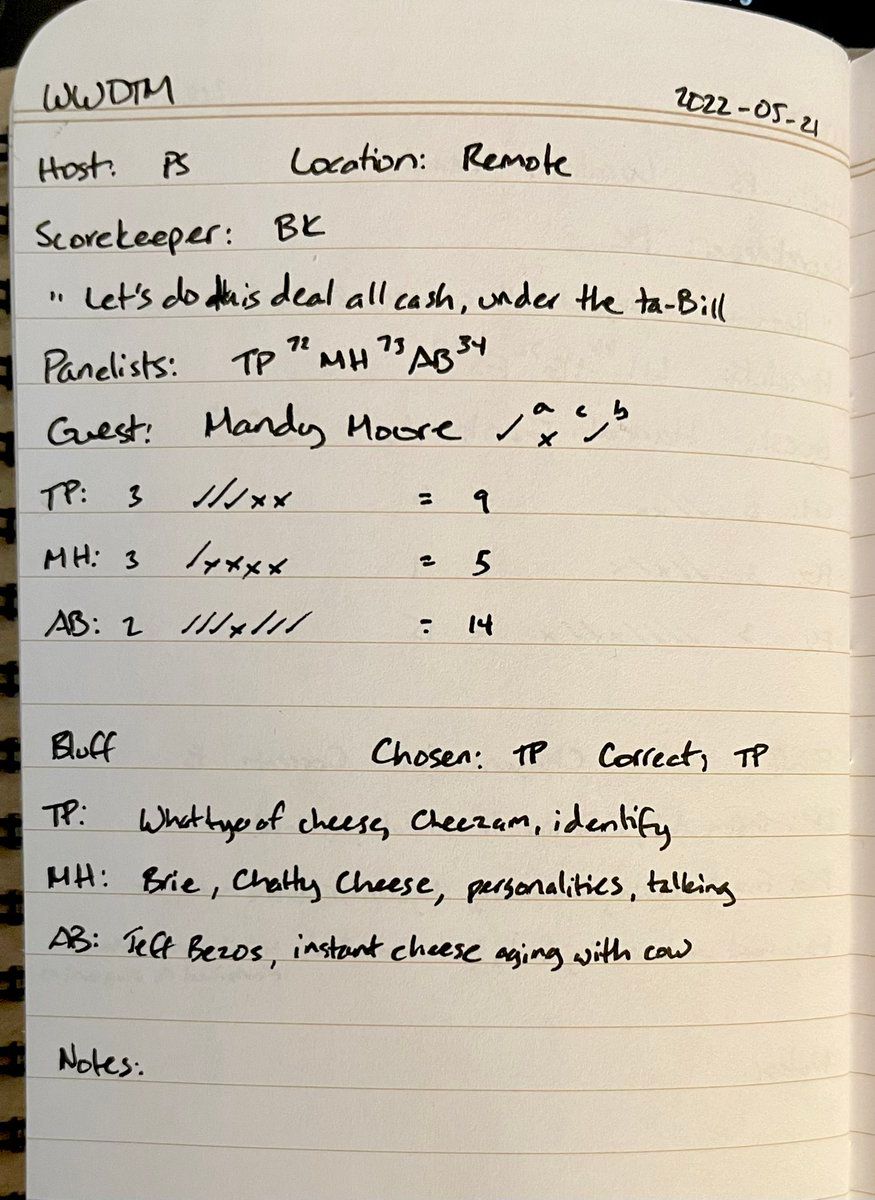 WWDTM 2022-05-21
Host: PS Location: Remote
Scorekeeper: BK
" Let's do this deal all cash, under the ta-Bill
Panelists: TP 72 MH 73 AB 34
Guest: Mandy Moore ✓ a x c ✓ b
TP: 3 ///xx = 9
MH: 3 /xxxx = 5
AB: 2 ///x/// = 14
Bluff Chosen: TP Correct: TP
TP: What type of cheese, Cheezam, identify
MH: Brie, Chatty Cheese, personalities, talking
AB: Jeff Bezos, instant cheese aging with cow
Notes: